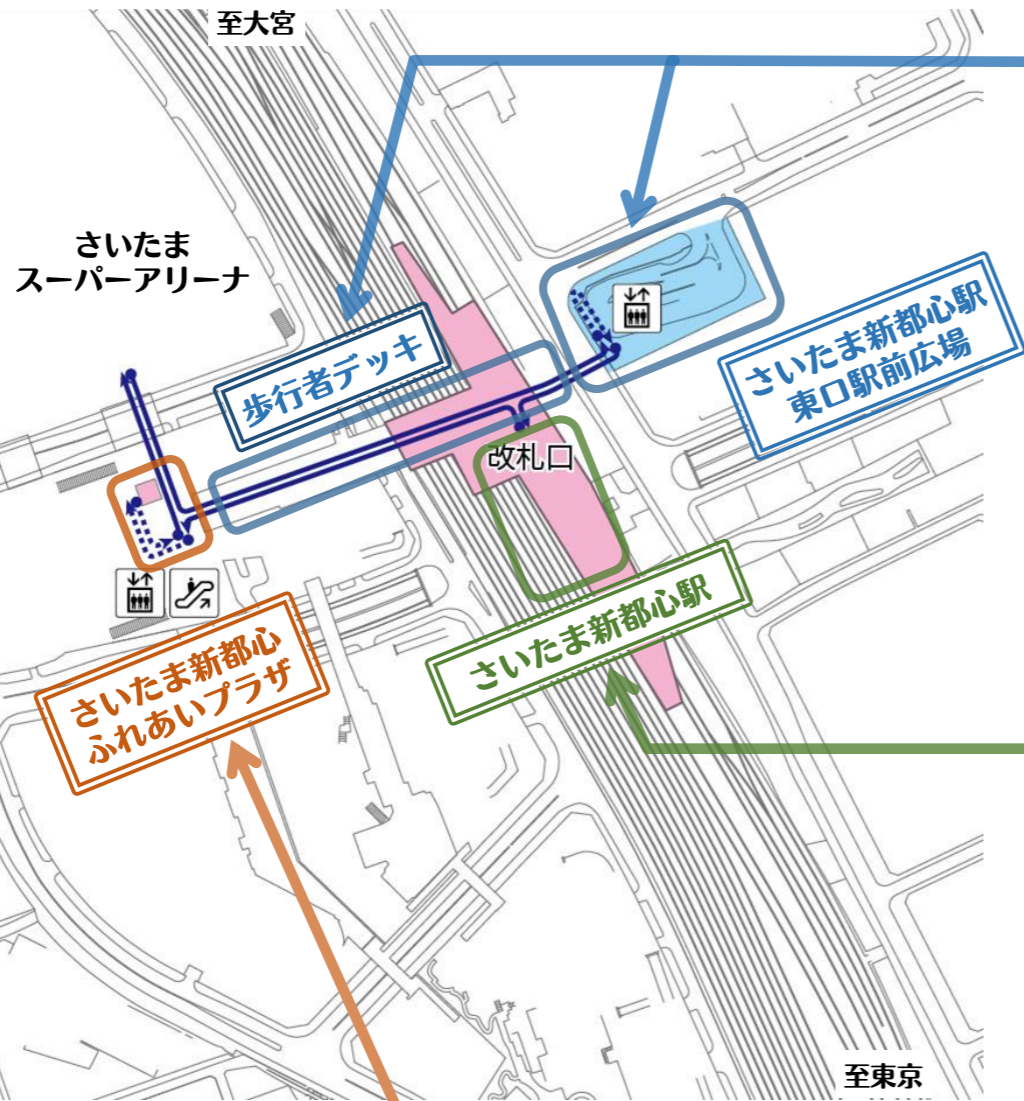 至大宮
さいたま
スーパーアリーナ
歩行者デッキ
さいたま新都心駅
東口駅前広場
改札口
さいたま新都心駅
さいたま新都心
ふれあいプラザ
至東京